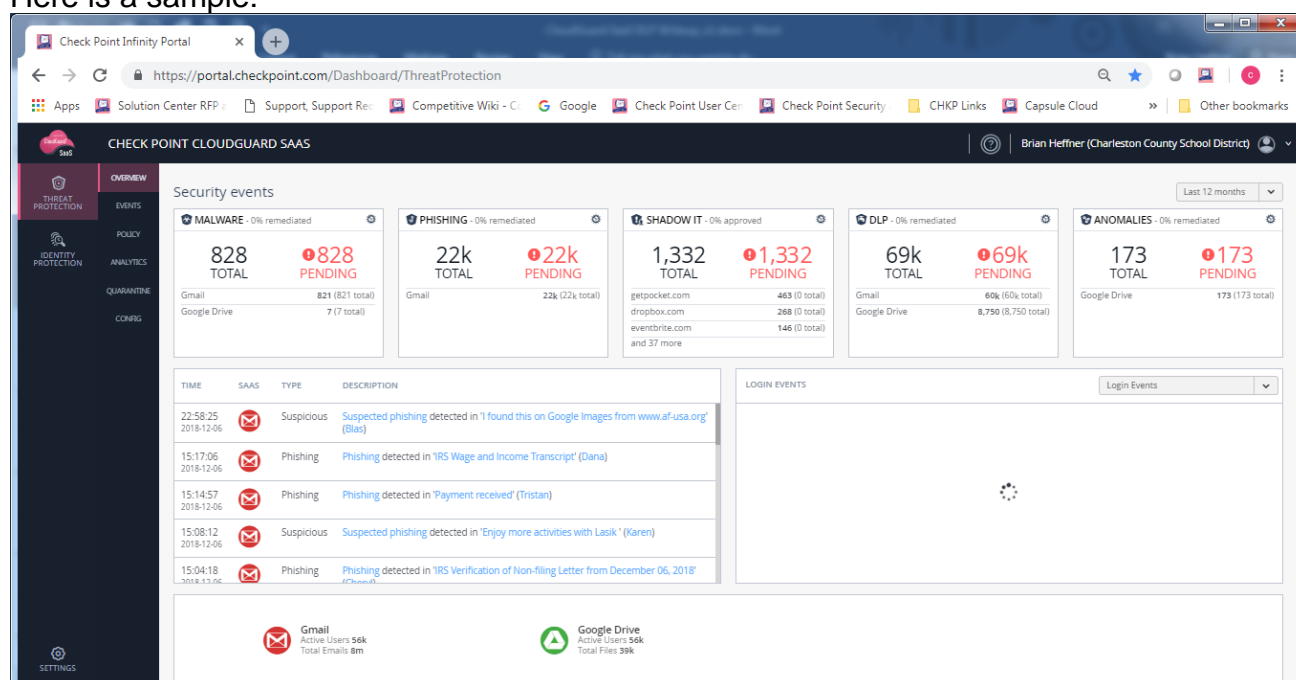 Here is a sample:
Check Point Infinity Portal
https://portal.checkpoint.com/Dashboard/ThreatProtection
Apps Solution Center RFP Support, Support Rec Competitive Wiki - Google Check Point User Cen Check Point Security CHKP Links Capsule Cloud » Other bookmarks
CloudGuard
SaaS
CHECK POINT CLOUDGUARD SAAS
Brian Heffner (Charleston County School District)
THREAT
PROTECTION
IDENTITY
PROTECTION
SETTINGS
OVERVIEW
EVENTS
POLICY
ANALYTICS
QUARANTINE
CONFIG
Security events
Last 12 months
MALWARE - 0% remediated
828 828
TOTAL PENDING
Gmail 821 (821 total)
Google Drive 7 (7 total)
PHISHING - 0% remediated
22k 22k
TOTAL PENDING
Gmail 22k (22k total)
SHADOW IT - 0% approved
1,332 1,332
TOTAL PENDING
getpocket.com 463 (0 total)
dropbox.com 268 (0 total)
eventbrite.com 146 (0 total)
and 37 more
DLP - 0% remediated
69k 69k
TOTAL PENDING
Gmail 60k (60k total)
Google Drive 8,750 (8,750 total)
ANOMALIES - 0% remediated
173 173
TOTAL PENDING
Google Drive 173 (173 total)
TIME SAAS TYPE DESCRIPTION
22:58:25 Suspicious Suspected phishing detected in 'I found this on Google Images from www.af-usa.org'
2018-12-06 (Blas)
15:17:06 Phishing Phishing detected in 'IRS Wage and Income Transcript' (Dana)
2018-12-06
15:14:57 Phishing Phishing detected in 'Payment received' (Tristan)
2018-12-06
15:08:12 Suspicious Suspected phishing detected in 'Enjoy more activities with Lasik ' (Karen)
2018-12-06
15:04:18 Phishing Phishing detected in 'IRS Verification of Non-filing Letter from December 06, 2018'
2018-12-06 (Cheryl)
LOGIN EVENTS
Login Events
Gmail
Active Users 56k
Total Emails 8m
Google Drive
Active Users 56k
Total Files 39k